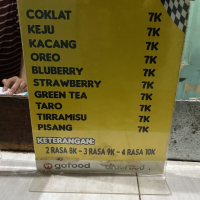 COKLAT 7K
KEJU 7K
KACANG 7K
OREO 7K
BLUBERRY 7K
STRAWBERRY 7K
GREEN TEA 7K
TARO 7K
TIRRAMISU 7K
PISANG 7K
KETERANGAN:
2 RASA 8K - 3 RASA 9K - 4 RASA 10K
gofood